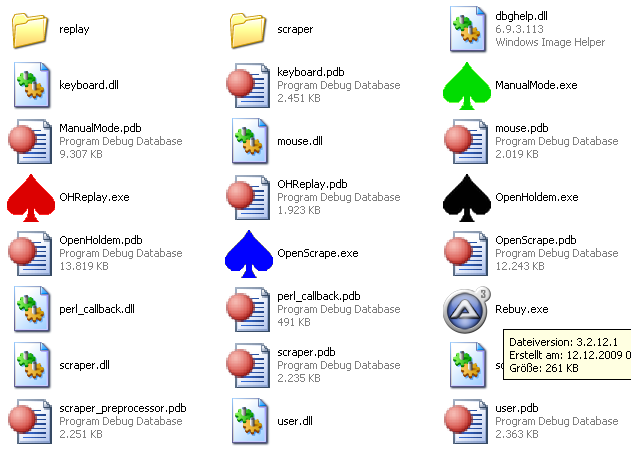 replay
scraper
dbghelp.dll
6.9.3.113
Windows Image Helper
keyboard.dll
keyboard.pdb
Program Debug Database
2.451 KB
ManualMode.exe
ManualMode.pdb
Program Debug Database
9.307 KB
mouse.dll
mouse.pdb
Program Debug Database
2.019 KB
OHReplay.exe
OHReplay.pdb
Program Debug Database
1.923 KB
OpenHoldem.exe
OpenHoldem.pdb
Program Debug Database
13.819 KB
OpenScrape.exe
OpenScrape.pdb
Program Debug Database
12.243 KB
perl_callback.dll
perl_callback.pdb
Program Debug Database
491 KB
3
Rebuy.exe
Dateiversion: 3.2.12.1
Erstellt am: 12.12.2009 0
Größe: 261 KB
scraper.dll
scraper.pdb
Program Debug Database
2.235 KB
scraper_preprocessor.pdb
Program Debug Database
2.251 KB
user.dll
user.pdb
Program Debug Database
2.363 KB